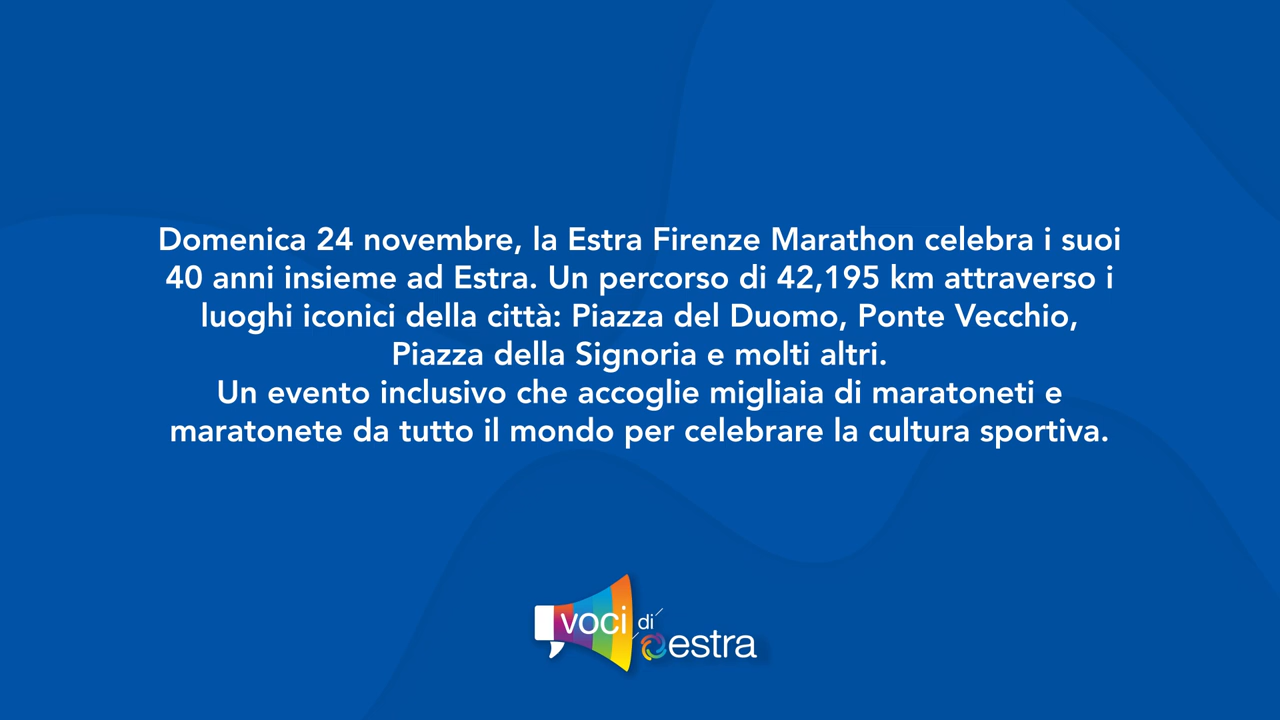 Domenica 24 novembre, la Estra Firenze Marathon celebra i suoi
40 anni insieme ad Estra. Un percorso di 42,195 km attraverso i
luoghi iconici della città: Piazza del Duomo, Ponte Vecchio,
Piazza della Signoria e molti altri.
Un evento inclusivo che accoglie migliaia di maratoneti e
maratonete da tutto il mondo per celebrare la cultura sportiva.
voci di
estra